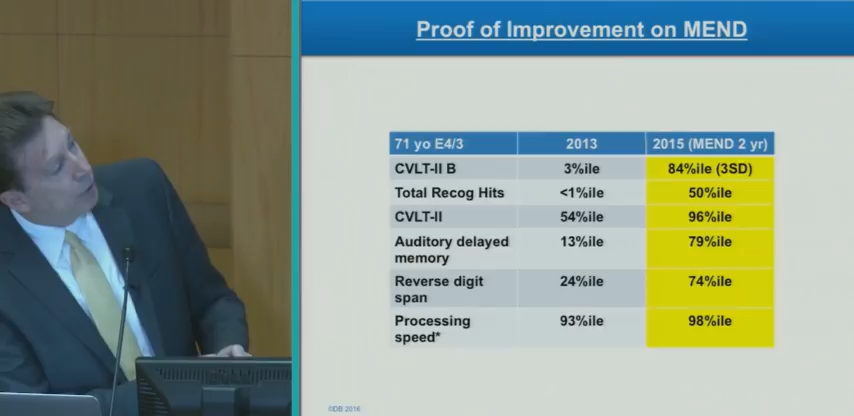 Proof of Improvement on MEND
71 yo E4/3 2013 2015 (MEND 2 yr)
CVLT-II B 3%ile 84%ile (3SD)
Total Recog Hits <1%ile 50%ile
CVLT-II 54%ile 96%ile
Auditory delayed
memory 13%ile 79%ile
Reverse digit
span 24%ile 74%ile
Processing
speed* 93%ile 98%ile
©DB 2016